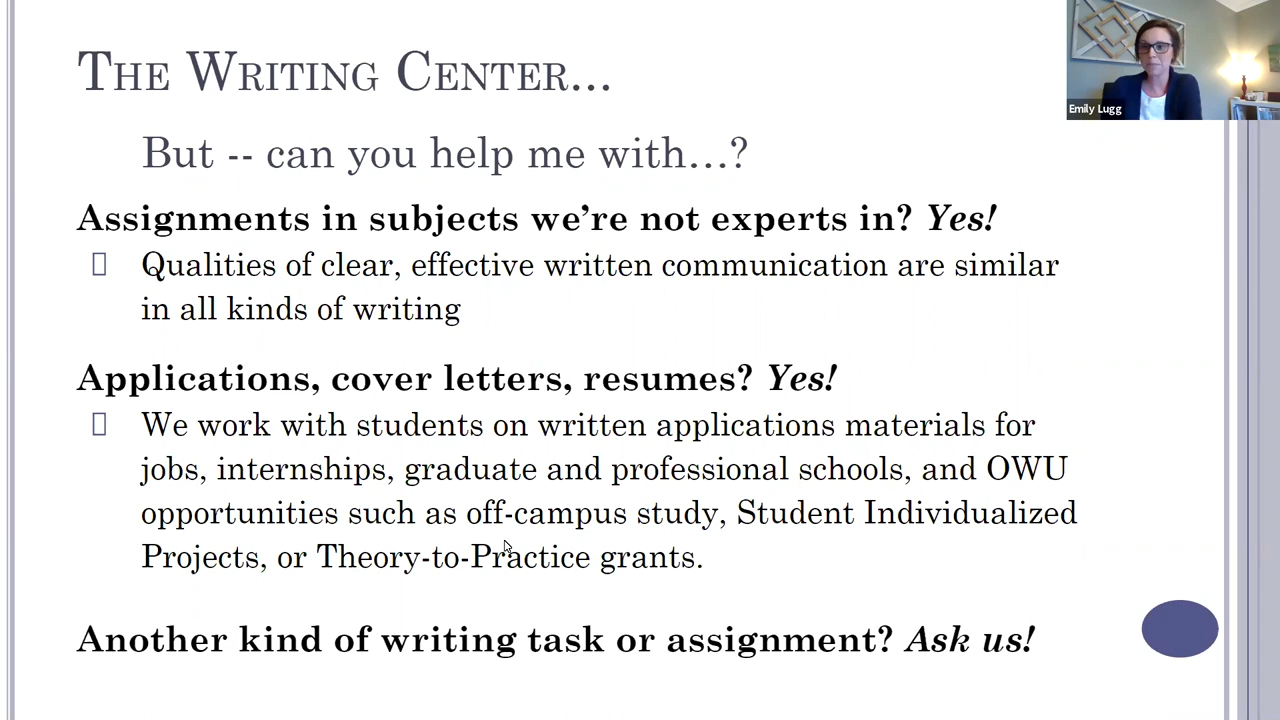 THE WRITING CENTER...
But -- can you help me with...?
Assignments in subjects we're not experts in? Yes!
Qualities of clear, effective written communication are similar
in all kinds of writing
Applications, cover letters, resumes? Yes!
We work with students on written applications materials for
jobs, internships, graduate and professional schools, and OWU
opportunities such as off-campus study, Student Individualized
Projects, or Theory-to-Practice grants.
Another kind of writing task or assignment? Ask us!
Emily Lugg